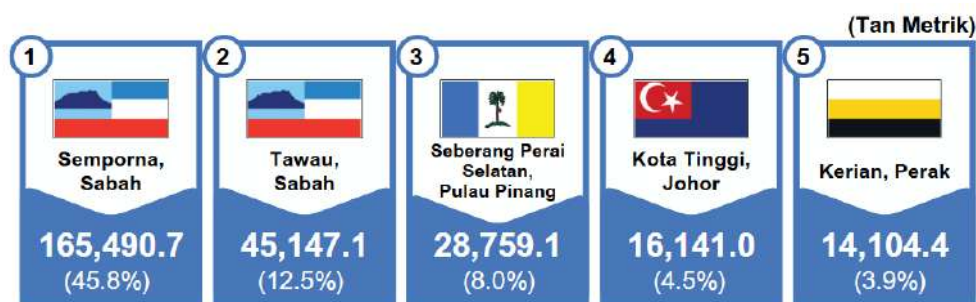 (Tan Metrik)
1
Semporna,
Sabah
165,490.7
(45.8%)
2
Tawau,
Sabah
45,147.1
(12.5%)
3
Seberang Perai
Selatan,
Pulau Pinang
28,759.1
(8.0%)
4
Kota Tinggi,
Johor
16,141.0
(4.5%)
5
Kerian, Perak
14,104.4
(3.9%)